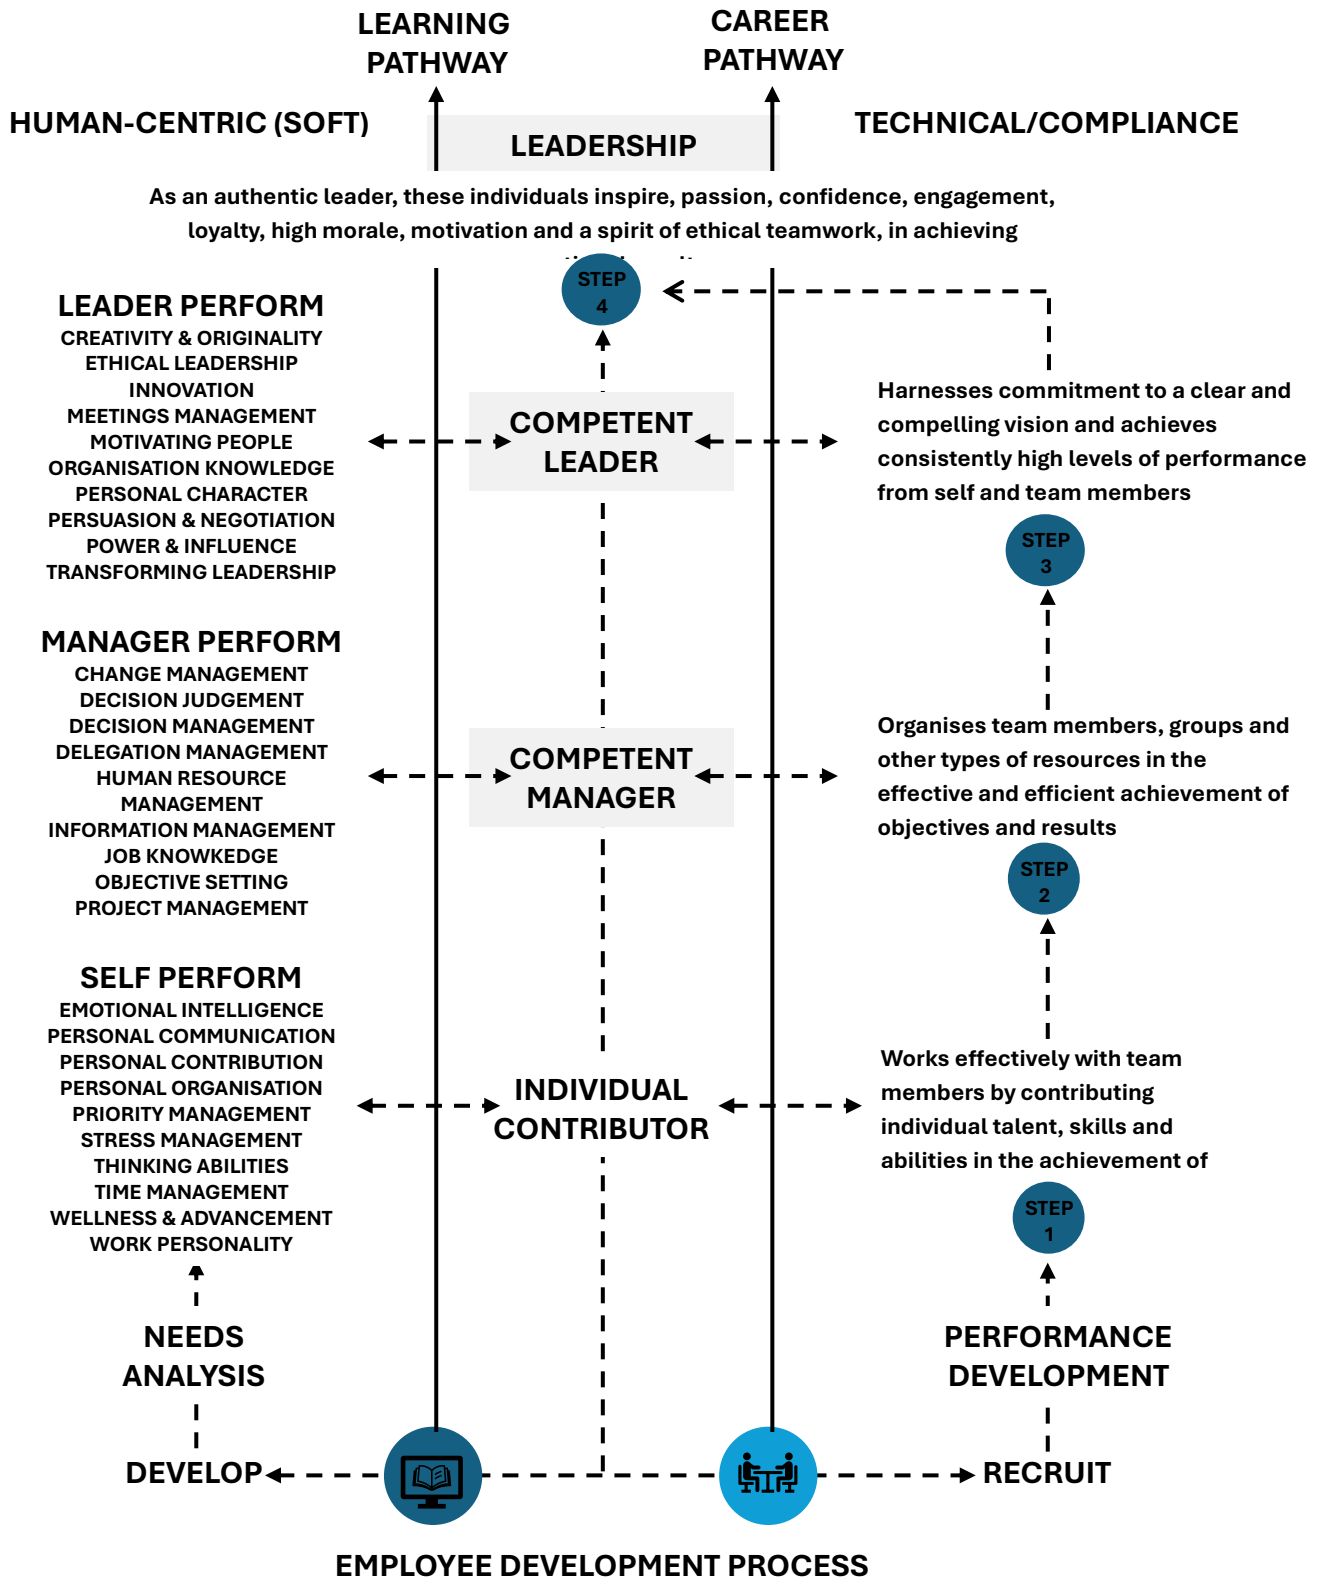 LEARNING
PATHWAY
CAREER
PATHWAY
HUMAN-CENTRIC (SOFT)
TECHNICAL/COMPLIANCE
LEADERSHIP
As an authentic leader, these individuals inspire, passion, confidence, engagement,
loyalty, high morale, motivation and a spirit of ethical teamwork, in achieving
STEP
4
LEADER PERFORM
CREATIVITY & ORIGINALITY
ETHICAL LEADERSHIP
INNOVATION
MEETINGS MANAGEMENT
MOTIVATING PEOPLE
ORGANISATION KNOWLEDGE
PERSONAL CHARACTER
PERSUASION & NEGOTIATION
POWER & INFLUENCE
TRANSFORMING LEADERSHIP
COMPETENT
LEADER
Harnesses commitment to a clear and
compelling vision and achieves
consistently high levels of performance
from self and team members
STEP
3
MANAGER PERFORM
CHANGE MANAGEMENT
DECISION JUDGEMENT
DECISION MANAGEMENT
DELEGATION MANAGEMENT
HUMAN RESOURCE
MANAGEMENT
INFORMATION MANAGEMENT
JOB KNOWKEDGE
OBJECTIVE SETTING
PROJECT MANAGEMENT
COMPETENT
MANAGER
Organises team members, groups and
other types of resources in the
effective and efficient achievement of
objectives and results
STEP
2
SELF PERFORM
EMOTIONAL INTELLIGENCE
PERSONAL COMMUNICATION
PERSONAL CONTRIBUTION
PERSONAL ORGANISATION
PRIORITY MANAGEMENT
STRESS MANAGEMENT
THINKING ABILITIES
TIME MANAGEMENT
WELLNESS & ADVANCEMENT
WORK PERSONALITY
INDIVIDUAL
CONTRIBUTOR
Works effectively with team
members by contributing
individual talent, skills and
abilities in the achievement of
STEP
1
NEEDS
ANALYSIS
PERFORMANCE
DEVELOPMENT
DEVELOP
RECRUIT
EMPLOYEE DEVELOPMENT PROCESS